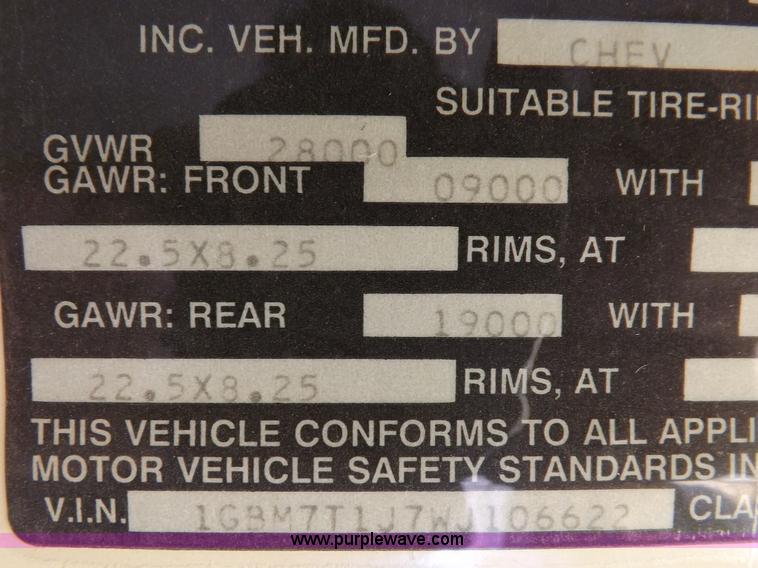 INC. VEH. MFD. BY CHEV
SUITABLE TIRE-RI
GVWR 28000
GAWR: FRONT 09000 WITH
22.5X8.25 RIMS, AT
GAWR: REAR 19000 WITH
22.5X8.25 RIMS, AT
THIS VEHICLE CONFORMS TO ALL APPLI
MOTOR VEHICLE SAFETY STANDARDS IN
V.I.N. 1GBM7T1J7WJ106622 CLA
www.purplewave.com